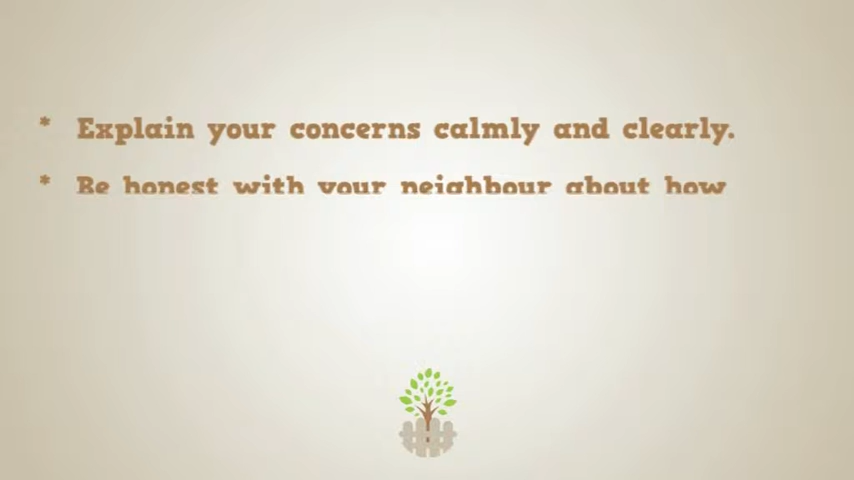 * Explain your concerns calmly and clearly.
* Be honest with your neighbour about how